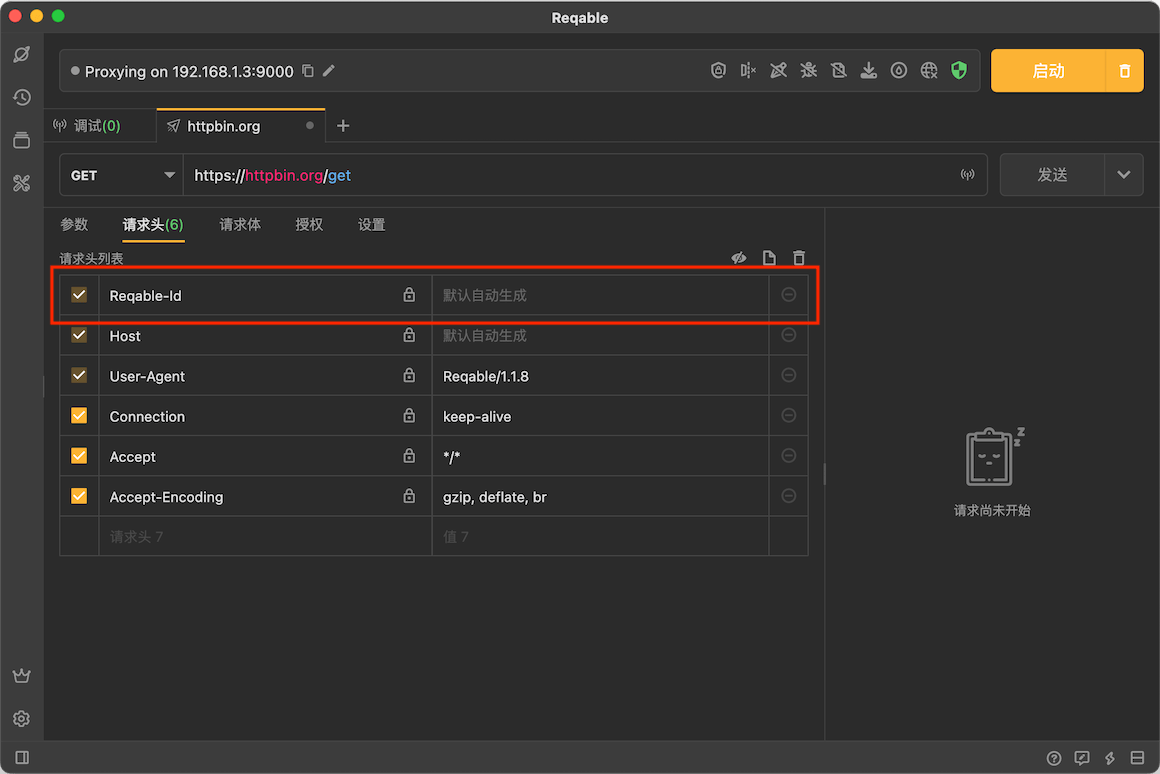 Reqable
Proxying on 192.168.1.3:9000
启动
调试(0)
httpbin.org
GET
https://httpbin.org/get
发送
参数
请求头(6)
请求体
授权
设置
请求头列表
Reqable-Id
默认自动生成
Host
默认自动生成
User-Agent
Reqable/1.1.8
Connection
keep-alive
Accept
*/*
Accept-Encoding
gzip, deflate, br
请求头 7
值 7
z
z
z
请求尚未开始